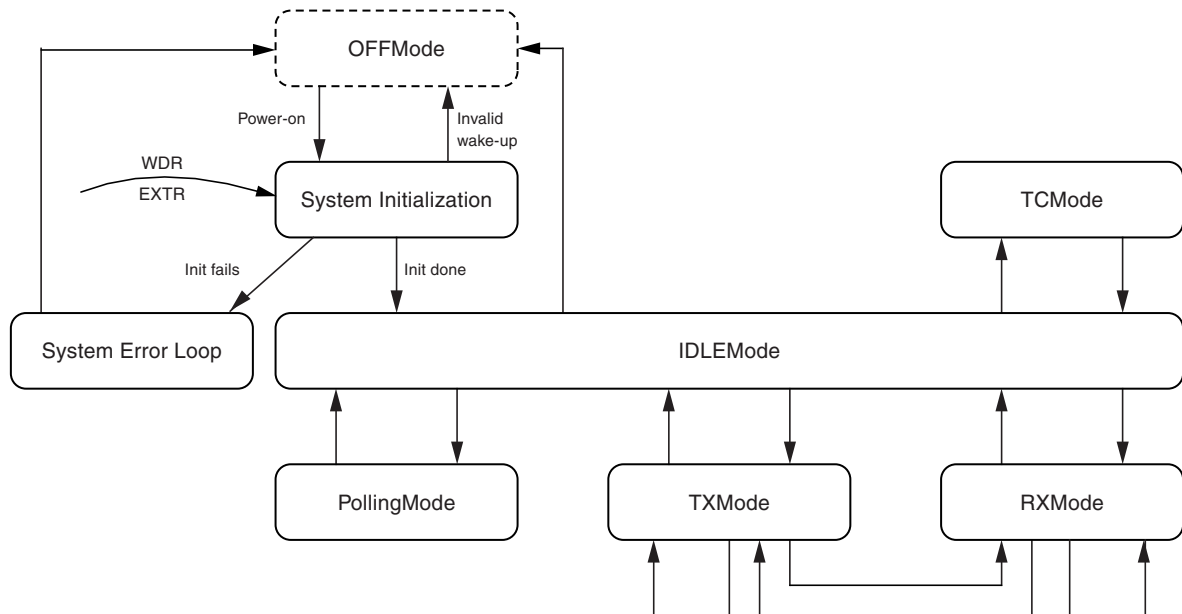 OFFMode
Power-on
Invalid
wake-up
WDR
EXTR
System Initialization
TCMode
Init fails
Init done
System Error Loop
IDLEMode
PollingMode
TXMode
RXMode